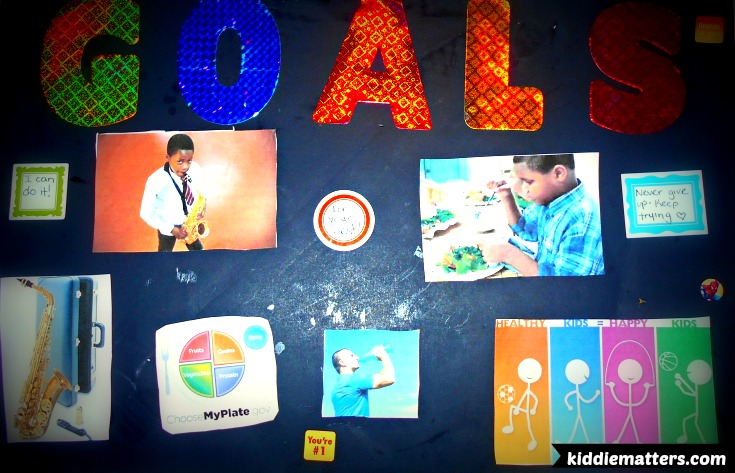 GOALS
I can
do it!
Never give
up. Keep
trying
Fruits
Grains
Vegetables
Protein
Dairy
ChooseMyPlate.gov
HEALTHY KIDS = HAPPY KIDS
You're
#1
kiddiematters.com